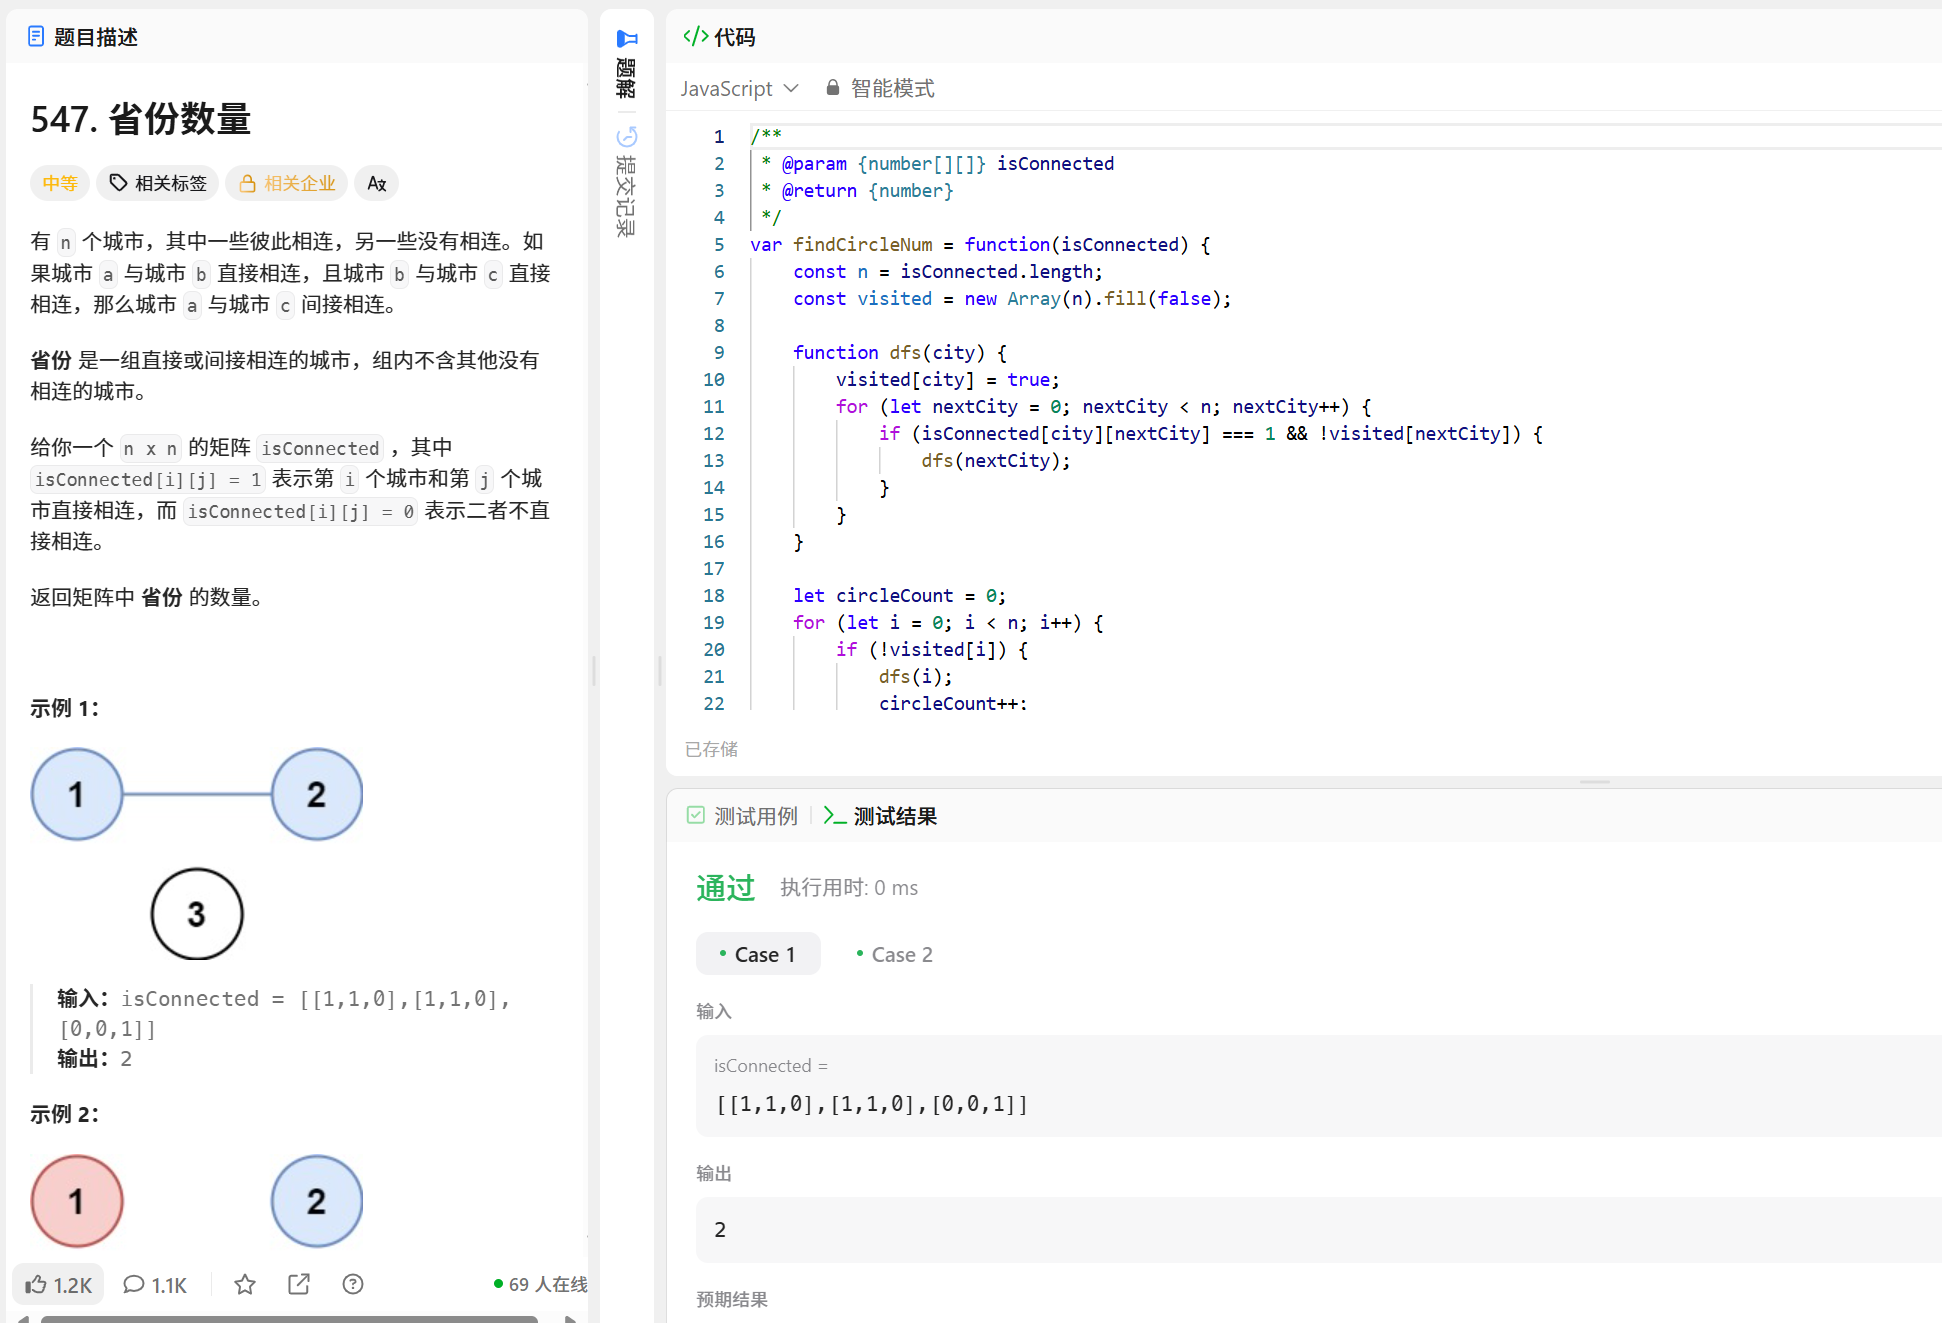 题目描述
547. 省份数量
中等 相关标签 相关企业
有 n 个城市，其中一些彼此相连，另一些没有相连。如
果城市 a 与城市 b 直接相连，且城市 b 与城市 c 直接
相连，那么城市 a 与城市 c 间接相连。
省份 是一组直接或间接相连的城市，组内不含其他没有
相连的城市。
给你一个 n x n 的矩阵 isConnected ，其中
isConnected[i][j] = 1 表示第 i 个城市和第 j 个城
市直接相连，而 isConnected[i][j] = 0 表示二者不直
接相连。
返回矩阵中 省份 的数量。
示例 1：
1 2
3
输入：isConnected = [[1,1,0],[1,1,0],
[0,0,1]]
输出：2
示例 2：
1 2
1.2K 1.1K 69 人在线
题解
提交记录
代码
JavaScript 智能模式
1 /**
2 * @param {number[][]} isConnected
3 * @return {number}
4 */
5 var findCircleNum = function(isConnected) {
6 const n = isConnected.length;
7 const visited = new Array(n).fill(false);
8
9 function dfs(city) {
10 visited[city] = true;
11 for (let nextCity = 0; nextCity < n; nextCity++) {
12 if (isConnected[city][nextCity] === 1 && !visited[nextCity]) {
13 dfs(nextCity);
14 }
15 }
16 }
17
18 let circleCount = 0;
19 for (let i = 0; i < n; i++) {
20 if (!visited[i]) {
21 dfs(i);
22 circleCount++;
已存储
测试用例 测试结果
通过 执行用时: 0 ms
Case 1 Case 2
输入
isConnected =
[[1,1,0],[1,1,0],[0,0,1]]
输出
2
预期结果